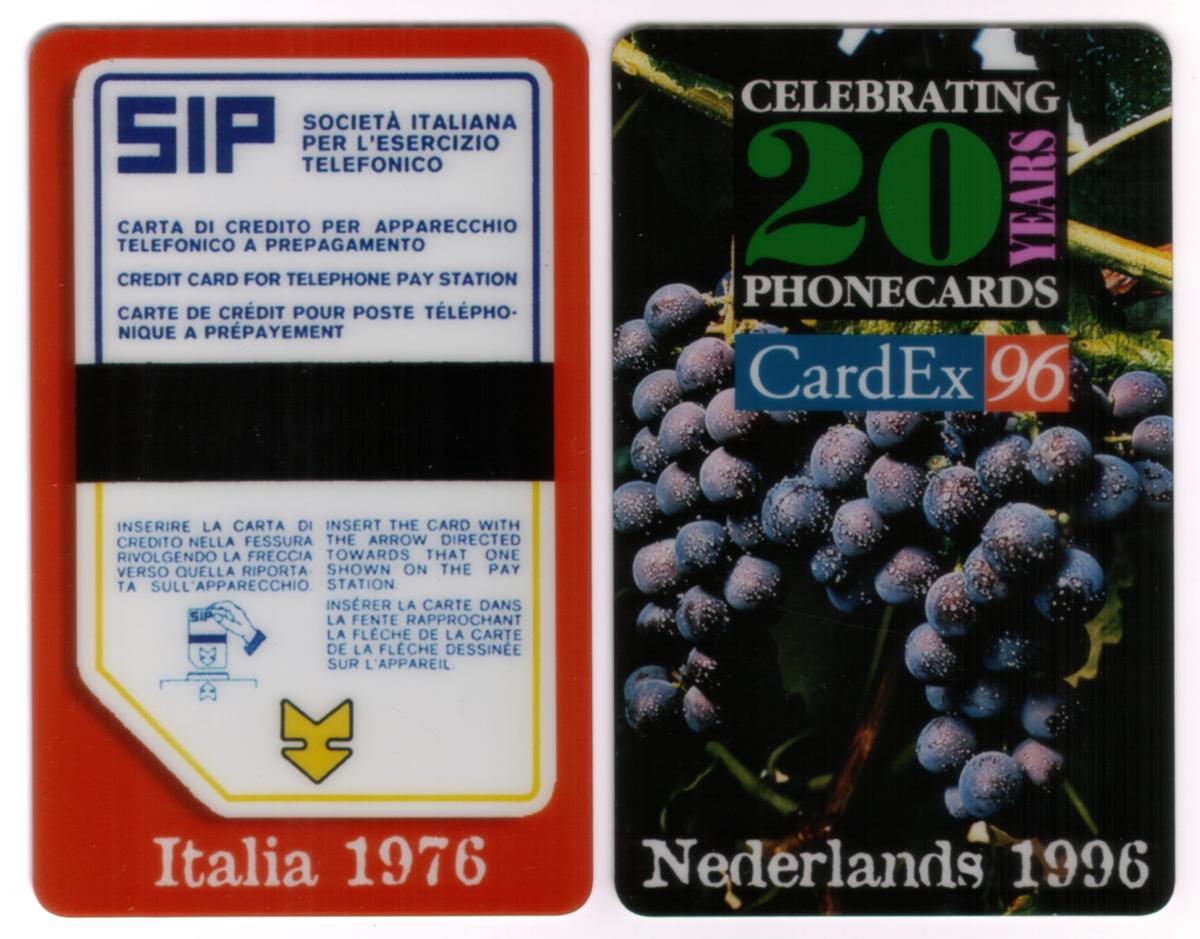 SIP
SOCIETÀ ITALIANA
PER L'ESERCIZIO
TELEFONICO
CARTA DI CREDITO PER APPARECCHIO
TELEFONICO A PREPAGAMENTO
CREDIT CARD FOR TELEPHONE PAY STATION
CARTE DE CRÉDIT POUR POSTE TÉLÉPHO-
NIQUE A PRÉPAYEMENT
INSERIRE LA CARTA DI
CREDITO NELLA FESSURA
RIVOLGENDO LA FRECCIA
VERSO QUELLA RIPORTA-
TA SULL'APPARECCHIO.
INSERT THE CARD WITH
THE ARROW DIRECTED
TOWARDS THAT ONE
SHOWN ON THE PAY
STATION.
INSÉRER LA CARTE DANS
LA FENTE RAPPROCHANT
LA FLÉCHE DE LA CARTE
DE LA FLÉCHE DESSINÉE
SUR L'APPAREIL.
SIP
Italia 1976
CELEBRATING
20 YEARS
PHONECARDS
CardEx 96
Nederlands 1996